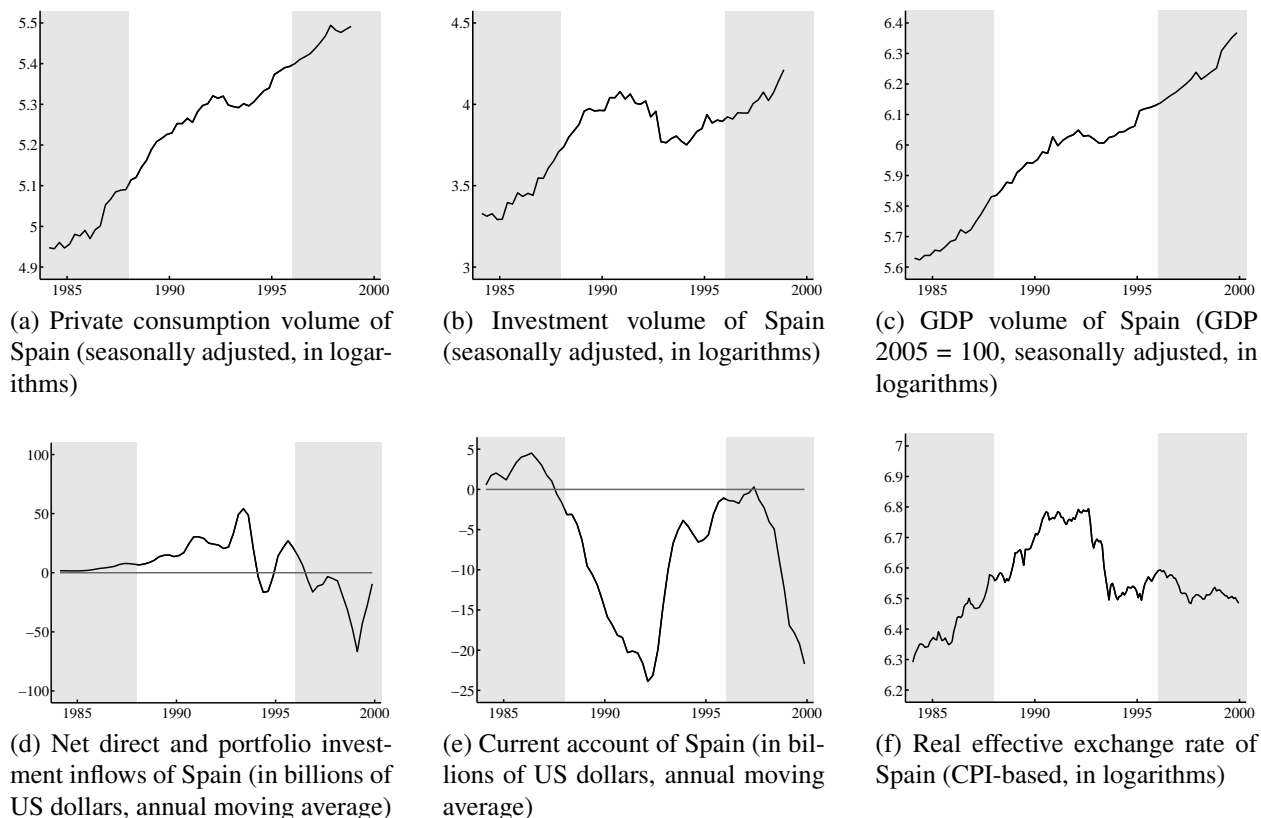 5.5
5.4
5.3
5.2
5.1
5
4.9
1985 1990 1995 2000
(a) Private consumption volume of
Spain (seasonally adjusted, in logar-
ithms)
4.5
4
3.5
3
1985 1990 1995 2000
(b) Investment volume of Spain
(seasonally adjusted, in logarithms)
6.4
6.3
6.2
6.1
6
5.9
5.8
5.7
5.6
1985 1990 1995 2000
(c) GDP volume of Spain (GDP
2005 = 100, seasonally adjusted, in
logarithms)
100
50
0
−50
−100
1985 1990 1995 2000
(d) Net direct and portfolio invest-
ment inflows of Spain (in billions of
US dollars, annual moving average)
5
0
−5
−10
−15
−20
−25
1985 1990 1995 2000
(e) Current account of Spain (in bil-
lions of US dollars, annual moving
average)
7
6.9
6.8
6.7
6.6
6.5
6.4
6.3
6.2
1985 1990 1995 2000
(f) Real effective exchange rate of
Spain (CPI-based, in logarithms)